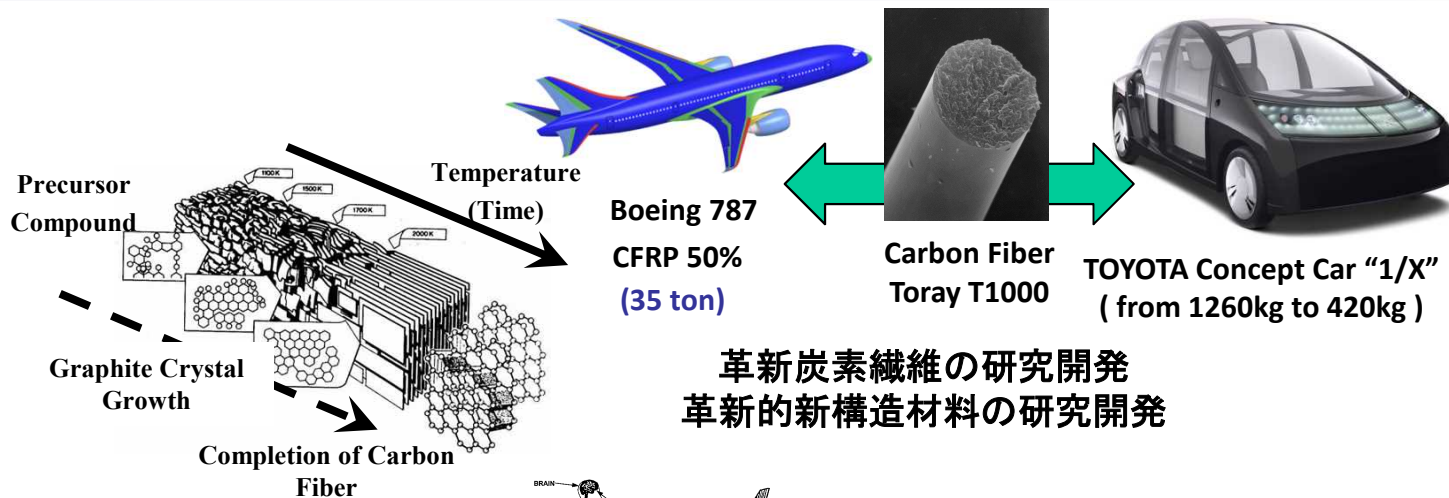 1100K
1500K
1700K
2000K
Precursor
Compound
Temperature
(Time)
Graphite Crystal
Growth
Completion of Carbon
Fiber
Boeing 787
CFRP 50%
(35 ton)
Carbon Fiber
Toray T1000
TOYOTA Concept Car “1/X”
( from 1260kg to 420kg )
革新炭素繊維の研究開発
革新的新構造材料の研究開発
BRAIN